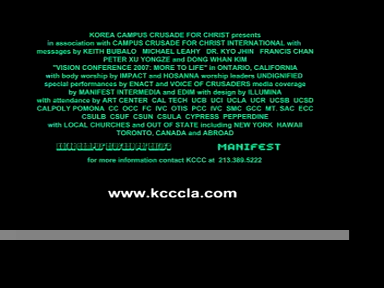 KOREA CAMPUS CRUSADE FOR CHRIST presents
in association with CAMPUS CRUSADE FOR CHRIST INTERNATIONAL with
messages by KEITH BUBALO MICHAEL LEAHY DR. KYO JHIN FRANCIS CHAN
PETER XU YONGZE and DONG WHAN KIM
"VISION CONFERENCE 2007: MORE TO LIFE" in ONTARIO, CALIFORNIA
with body worship by IMPACT and HOSANNA worship leaders UNDIGNIFIED
special performances by ENACT and VOICE OF CRUSADERS media coverage
by MANIFEST INTERMEDIA and EDIM with design by ILLUMINA
with attendance by ART CENTER CAL TECH UCB UCI UCLA UCR UCSB UCSD
CALPOLY POMONA CC OCC FC IVC OTIS PCC IVC SMC GCC MT. SAC ECC
CSULB CSUF CSUN CSULA CYPRESS PEPPERDINE
with LOCAL CHURCHES and OUT OF STATE including NEW YORK HAWAII
TORONTO, CANADA and ABROAD
MANIFEST
for more information contact KCCC at 213.389.5222
www.kcccla.com